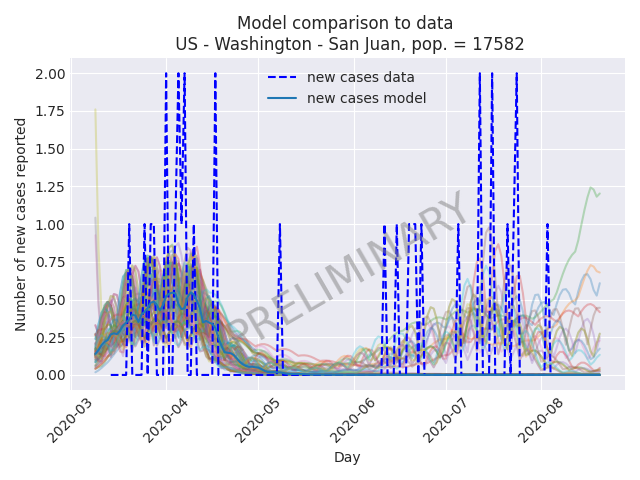 Model comparison to data
US - Washington - San Juan, pop. = 17582
new cases data
new cases model
Number of new cases reported
2.00
1.75
1.50
1.25
1.00
0.75
0.50
0.25
0.00
PRELIMINARY
2020-03
2020-04
2020-05
2020-06
2020-07
2020-08
Day